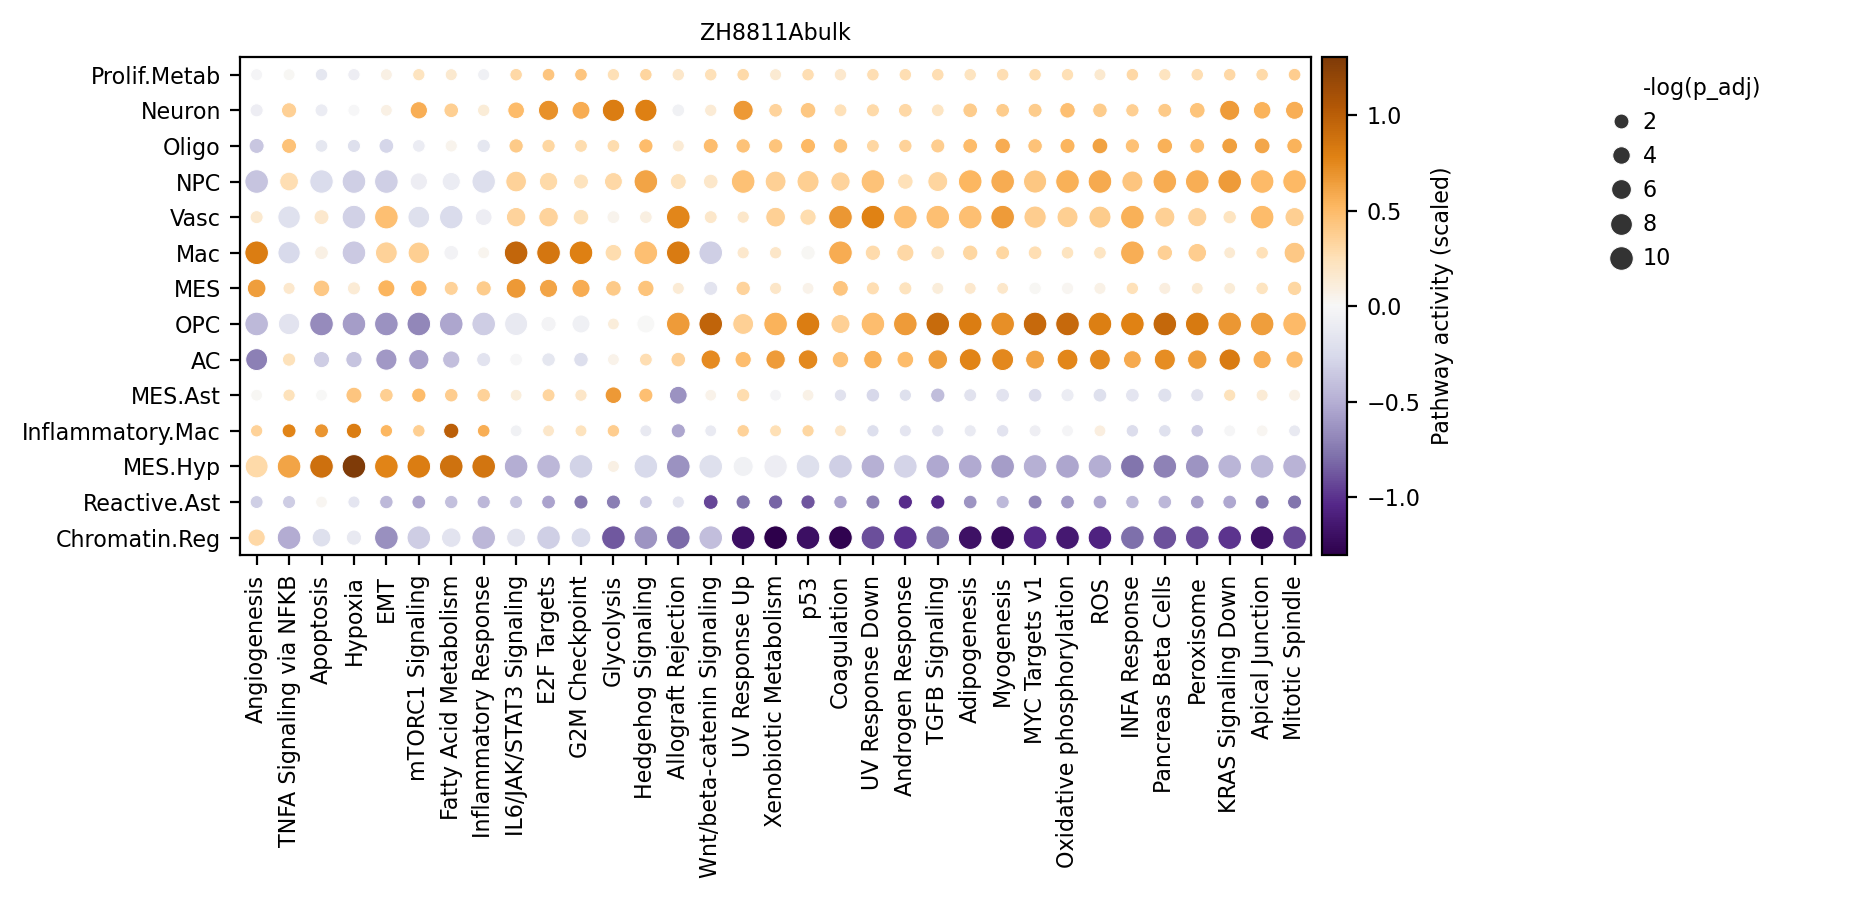 ZH8811Abulk
Prolif.Metab
Neuron
Oligo
NPC
Vasc
Mac
MES
OPC
AC
MES.Ast
Inflammatory.Mac
MES.Hyp
Reactive.Ast
Chromatin.Reg
Angiogenesis
TNFA Signaling via NFKB
Apoptosis
Hypoxia
EMT
mTORC1 Signaling
Fatty Acid Metabolism
Inflammatory Response
IL6/JAK/STAT3 Signaling
E2F Targets
G2M Checkpoint
Glycolysis
Hedgehog Signaling
Allograft Rejection
Wnt/beta-catenin Signaling
UV Response Up
Xenobiotic Metabolism
p53
Coagulation
UV Response Down
Androgen Response
TGFB Signaling
Adipogenesis
Myogenesis
MYC Targets v1
Oxidative phosphorylation
ROS
INFA Response
Pancreas Beta Cells
Peroxisome
KRAS Signaling Down
Apical Junction
Mitotic Spindle
1.0
0.5
0.0
−0.5
−1.0
Pathway activity (scaled)
-log(p_adj)
2
4
6
8
10